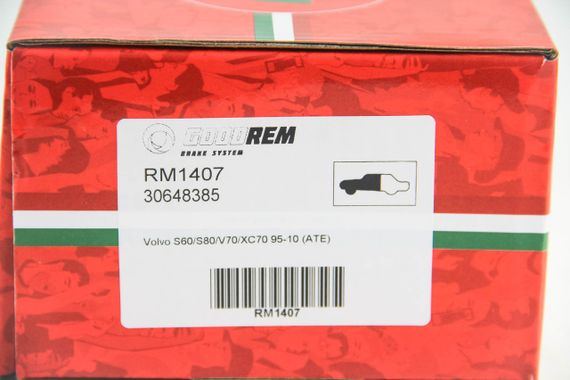 GOODREM
BRAKE SYSTEM
RM1407
30648385
Volvo S60/S80/V70/XC70 95-10 (ATE)
RM1407